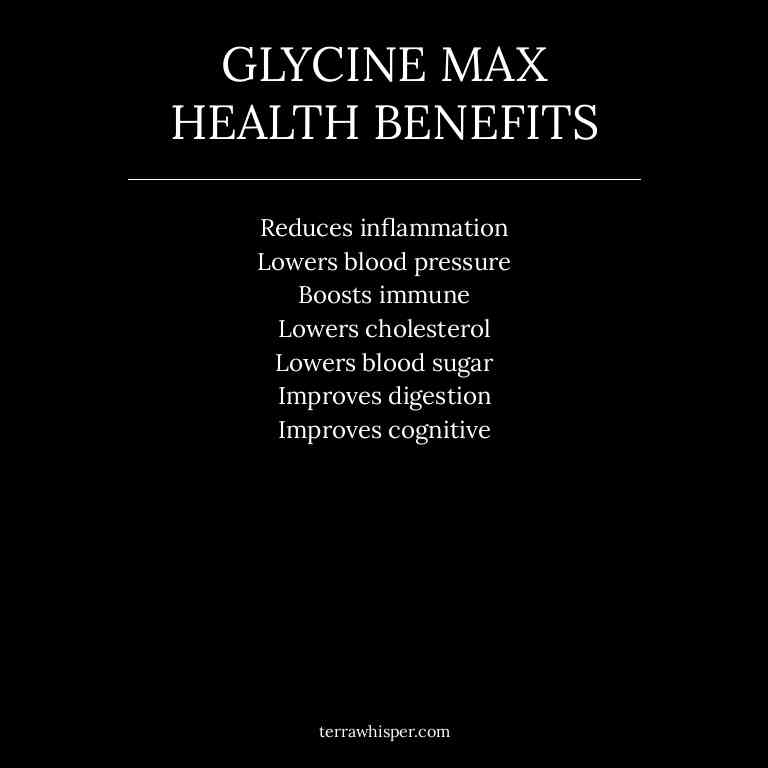 GLYCINE MAX
HEALTH BENEFITS
Reduces inflammation
Lowers blood pressure
Boosts immune
Lowers cholesterol
Lowers blood sugar
Improves digestion
Improves cognitive
terrawhisper.com